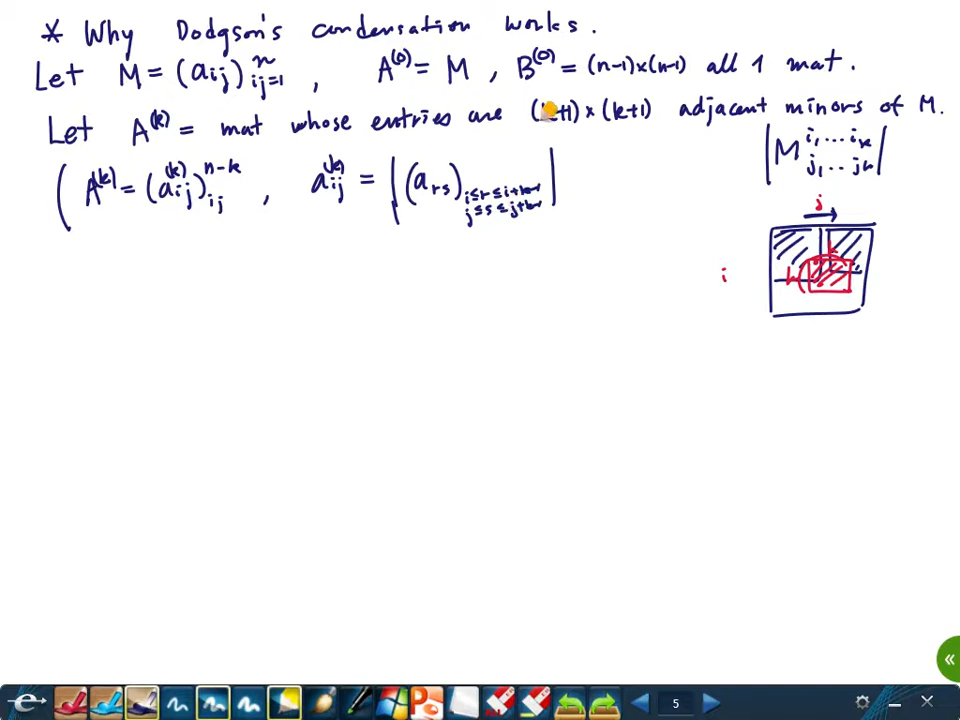 * Why Dodgson's condensation works.
Let M = (aij)ⁿij=1 , A⁽⁰⁾ = M , B⁽⁰⁾ = (n-1)×(n-1) all 1 mat.
Let A⁽ᵏ⁾ = mat whose entries are (k+1)×(k+1) adjacent minors of M.
|M i1...ik
j1...jk|
(A⁽ᵏ⁾ = (aij⁽ᵏ⁾)ⁿ⁻ᵏij , aij⁽ᵏ⁾ = |(ars) i≤r≤i+k
j≤s≤j+k|
j
i
k
k
5